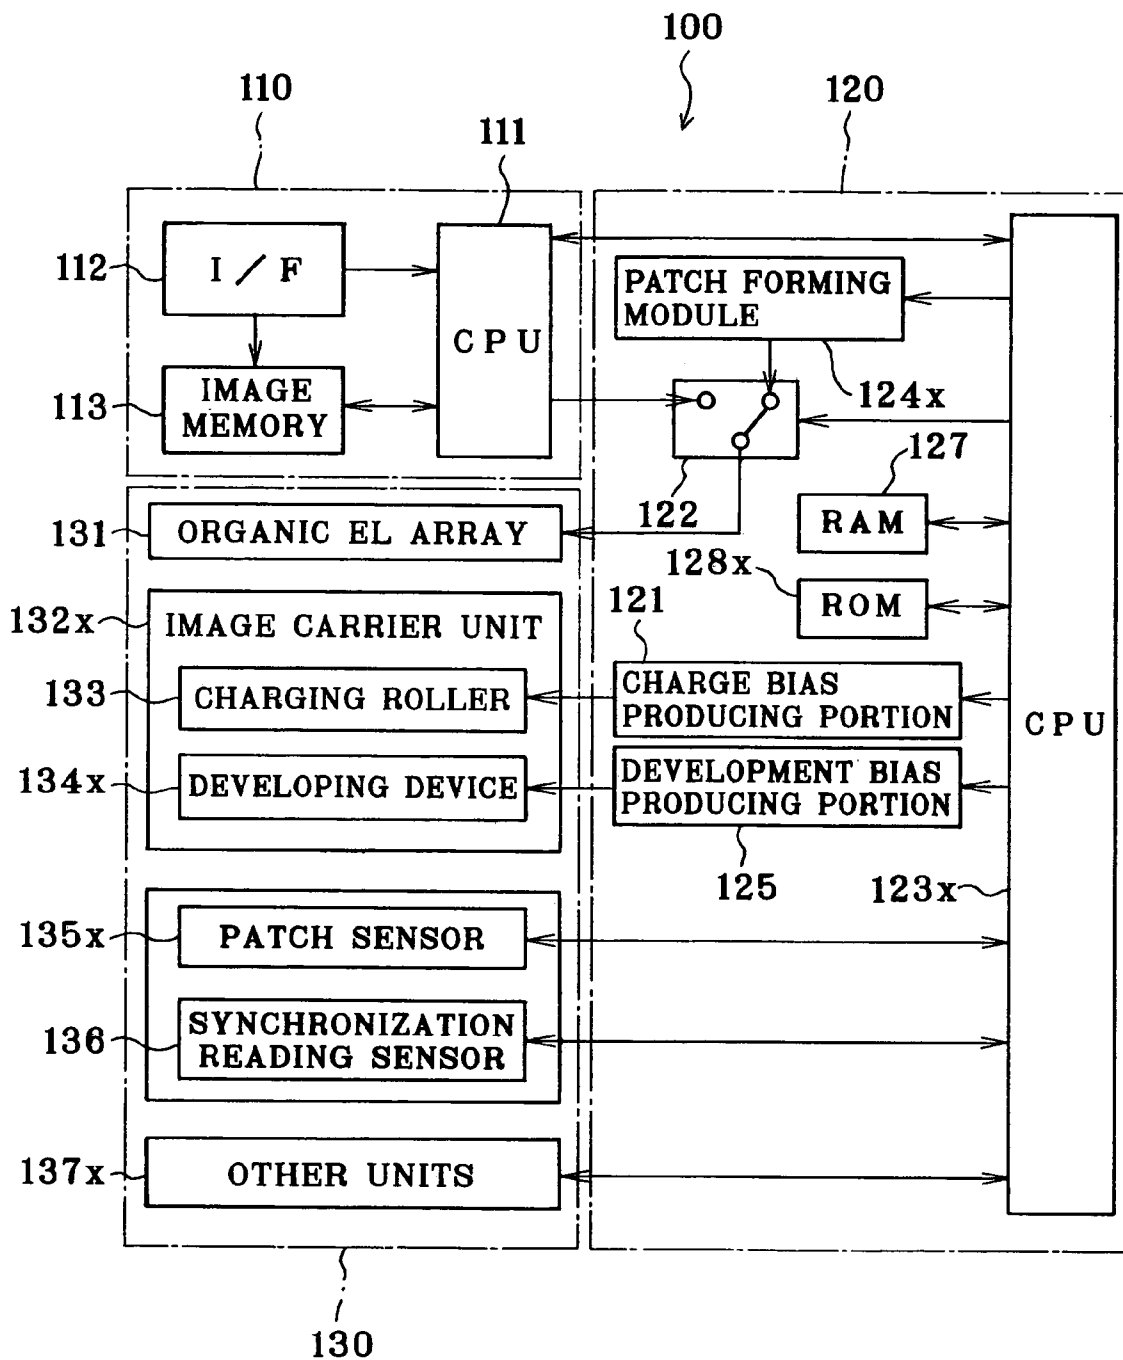 100
110
111
120
112
I/F
CPU
PATCH FORMING
MODULE
124x
113
IMAGE
MEMORY
122
127
RAM
131
ORGANIC EL ARRAY
128x
ROM
132x
IMAGE CARRIER UNIT
121
133
CHARGING ROLLER
CHARGE BIAS
PRODUCING PORTION
CPU
134x
DEVELOPING DEVICE
DEVELOPMENT BIAS
PRODUCING PORTION
125
123x
135x
PATCH SENSOR
136
SYNCHRONIZATION
READING SENSOR
137x
OTHER UNITS
130